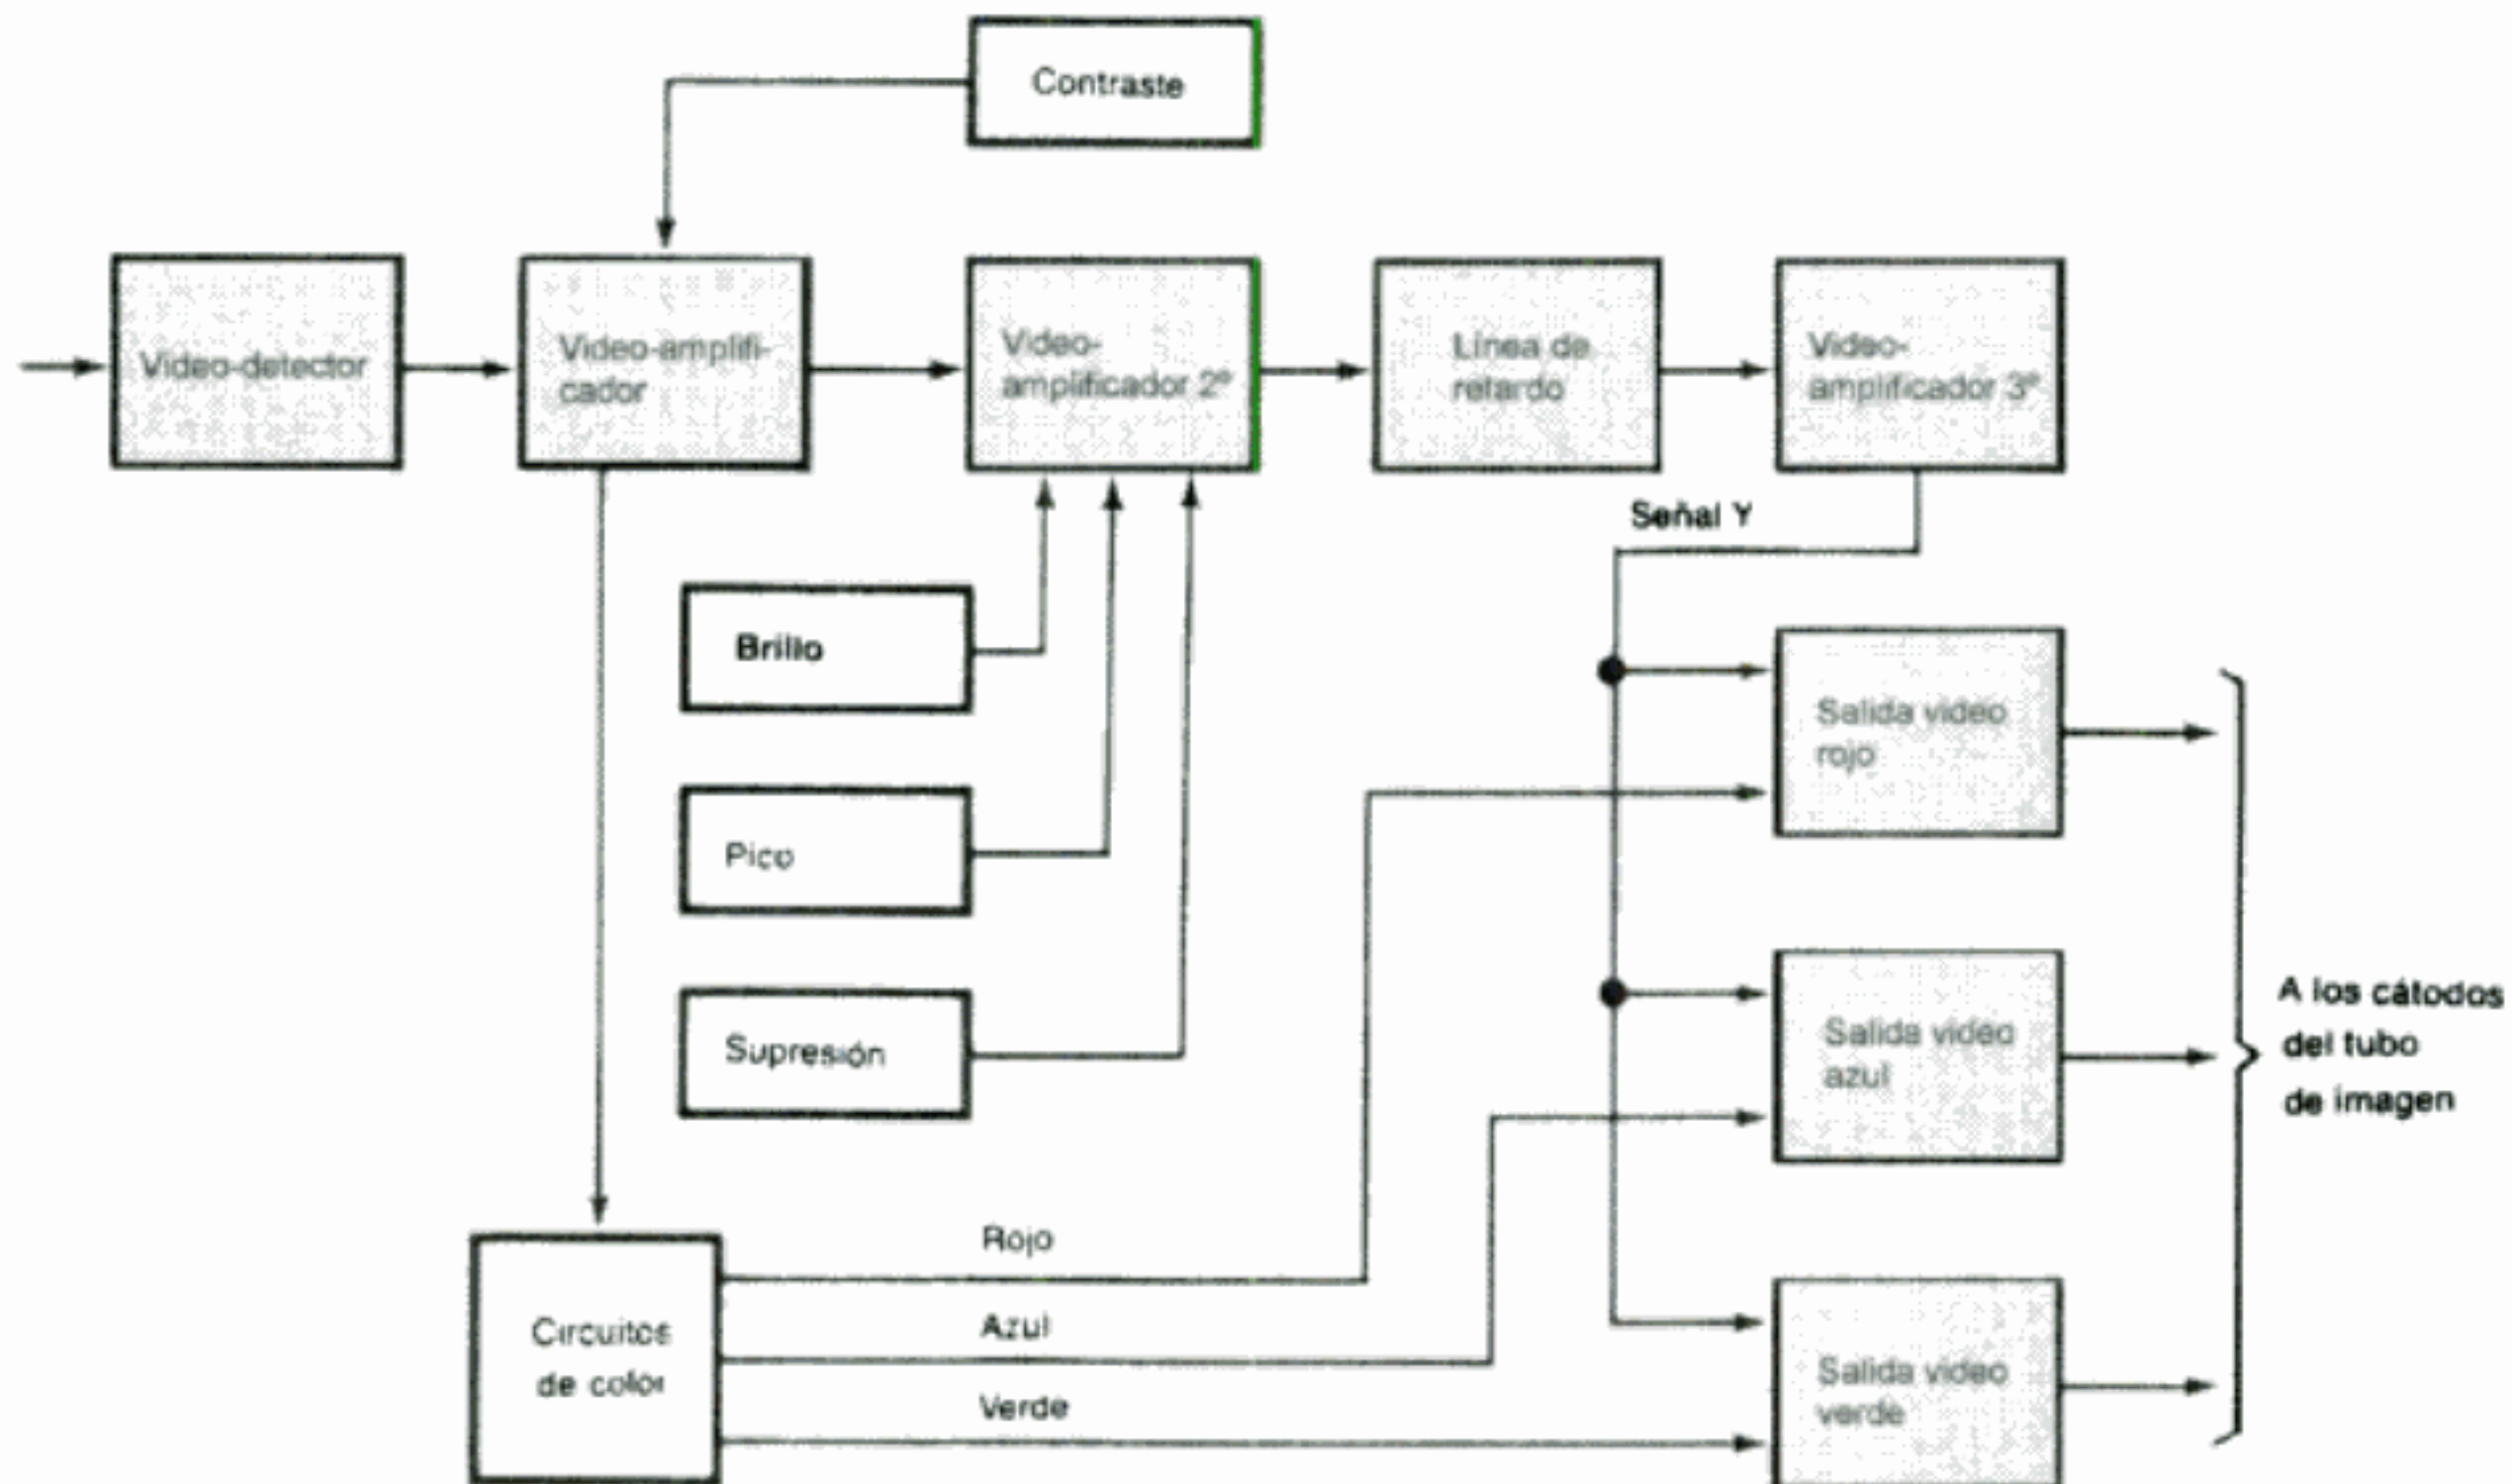 Contraste
Video-detector
Video-amplifi-
cador
Video-
amplificador 2º
Línea de
retardo
Video-
amplificador 3º
Señal Y
Brillo
Pico
Supresión
Salida video
rojo
Salida video
azul
Salida video
verde
A los cátodos
del tubo
de imagen
Circuitos
de color
Rojo
Azul
Verde